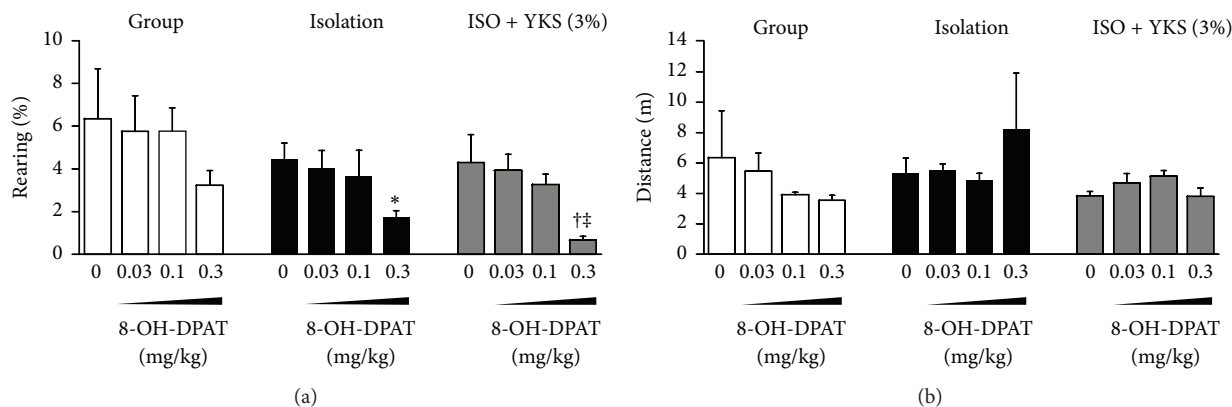 Group Isolation ISO + YKS (3%)
10
8
6
4
2
0
Rearing (%)
*
†‡
0 0.03 0.1 0.3 0 0.03 0.1 0.3 0 0.03 0.1 0.3
8-OH-DPAT 8-OH-DPAT 8-OH-DPAT
(mg/kg) (mg/kg) (mg/kg)
(a)
Group Isolation ISO + YKS (3%)
14
12
10
8
6
4
2
0
Distance (m)
0 0.03 0.1 0.3 0 0.03 0.1 0.3 0 0.03 0.1 0.3
8-OH-DPAT 8-OH-DPAT 8-OH-DPAT
(mg/kg) (mg/kg) (mg/kg)
(b)